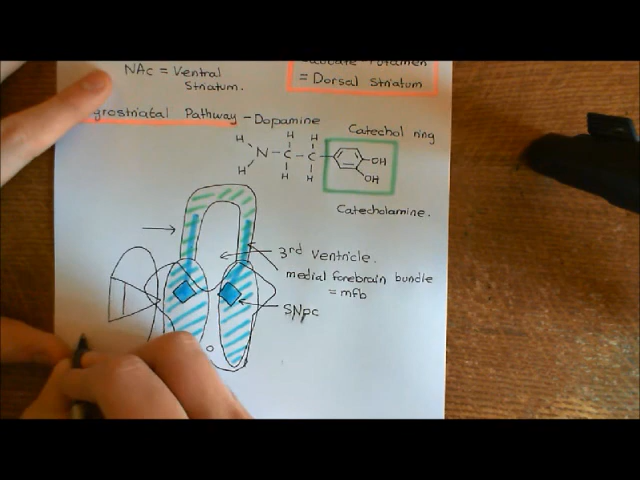 NAc = Ventral
Striatum.
= Dorsal Striatum
Pathway - Dopamine
Catechol ring
H H H
N - C - C - OH
H H H OH
Catecholamine.
3rd Ventricle.
medial forebrain bundle
= mfb
SNpc